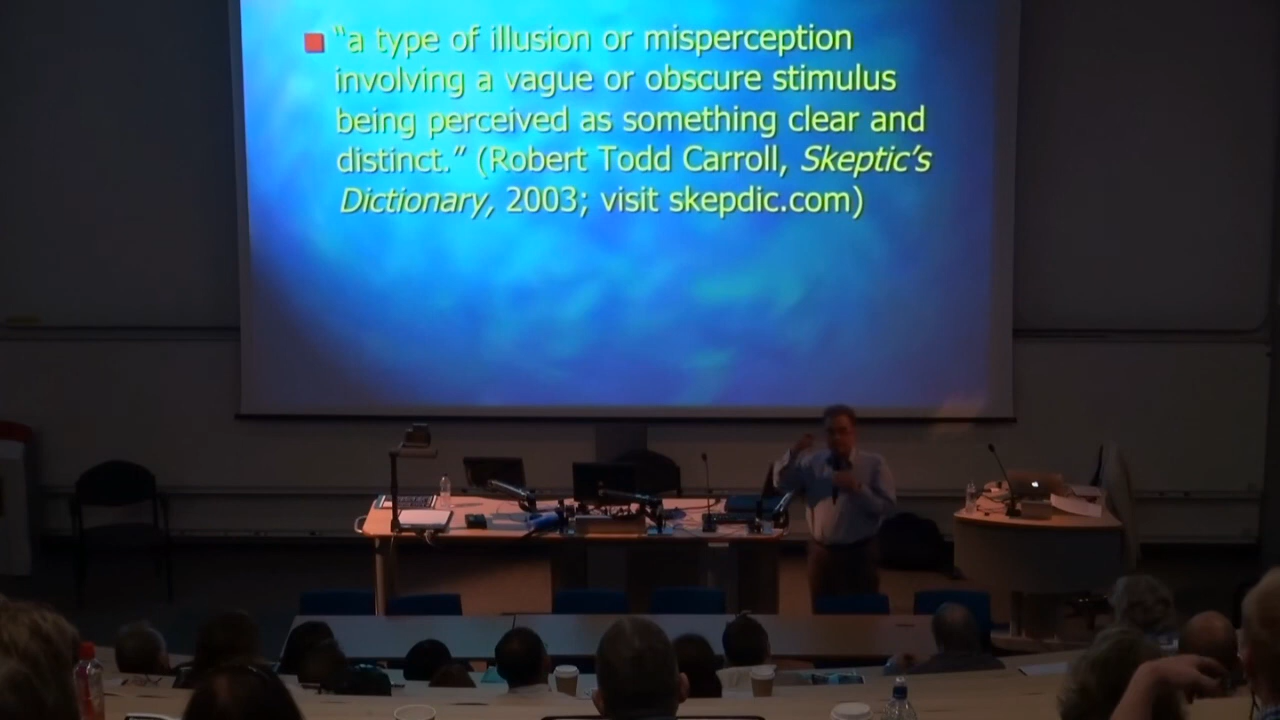 “a type of illusion or misperception
involving a vague or obscure stimulus
being perceived as something clear and
distinct.” (Robert Todd Carroll, Skeptic’s
Dictionary, 2003; visit skepdic.com)